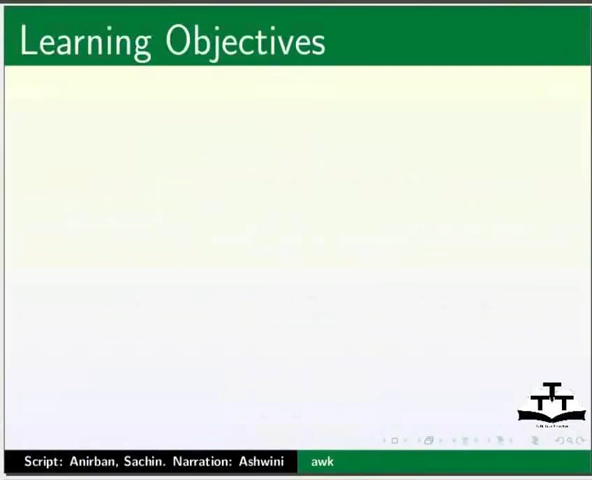 Learning Objectives
T
T T
Script: Anirban, Sachin. Narration: Ashwini awk